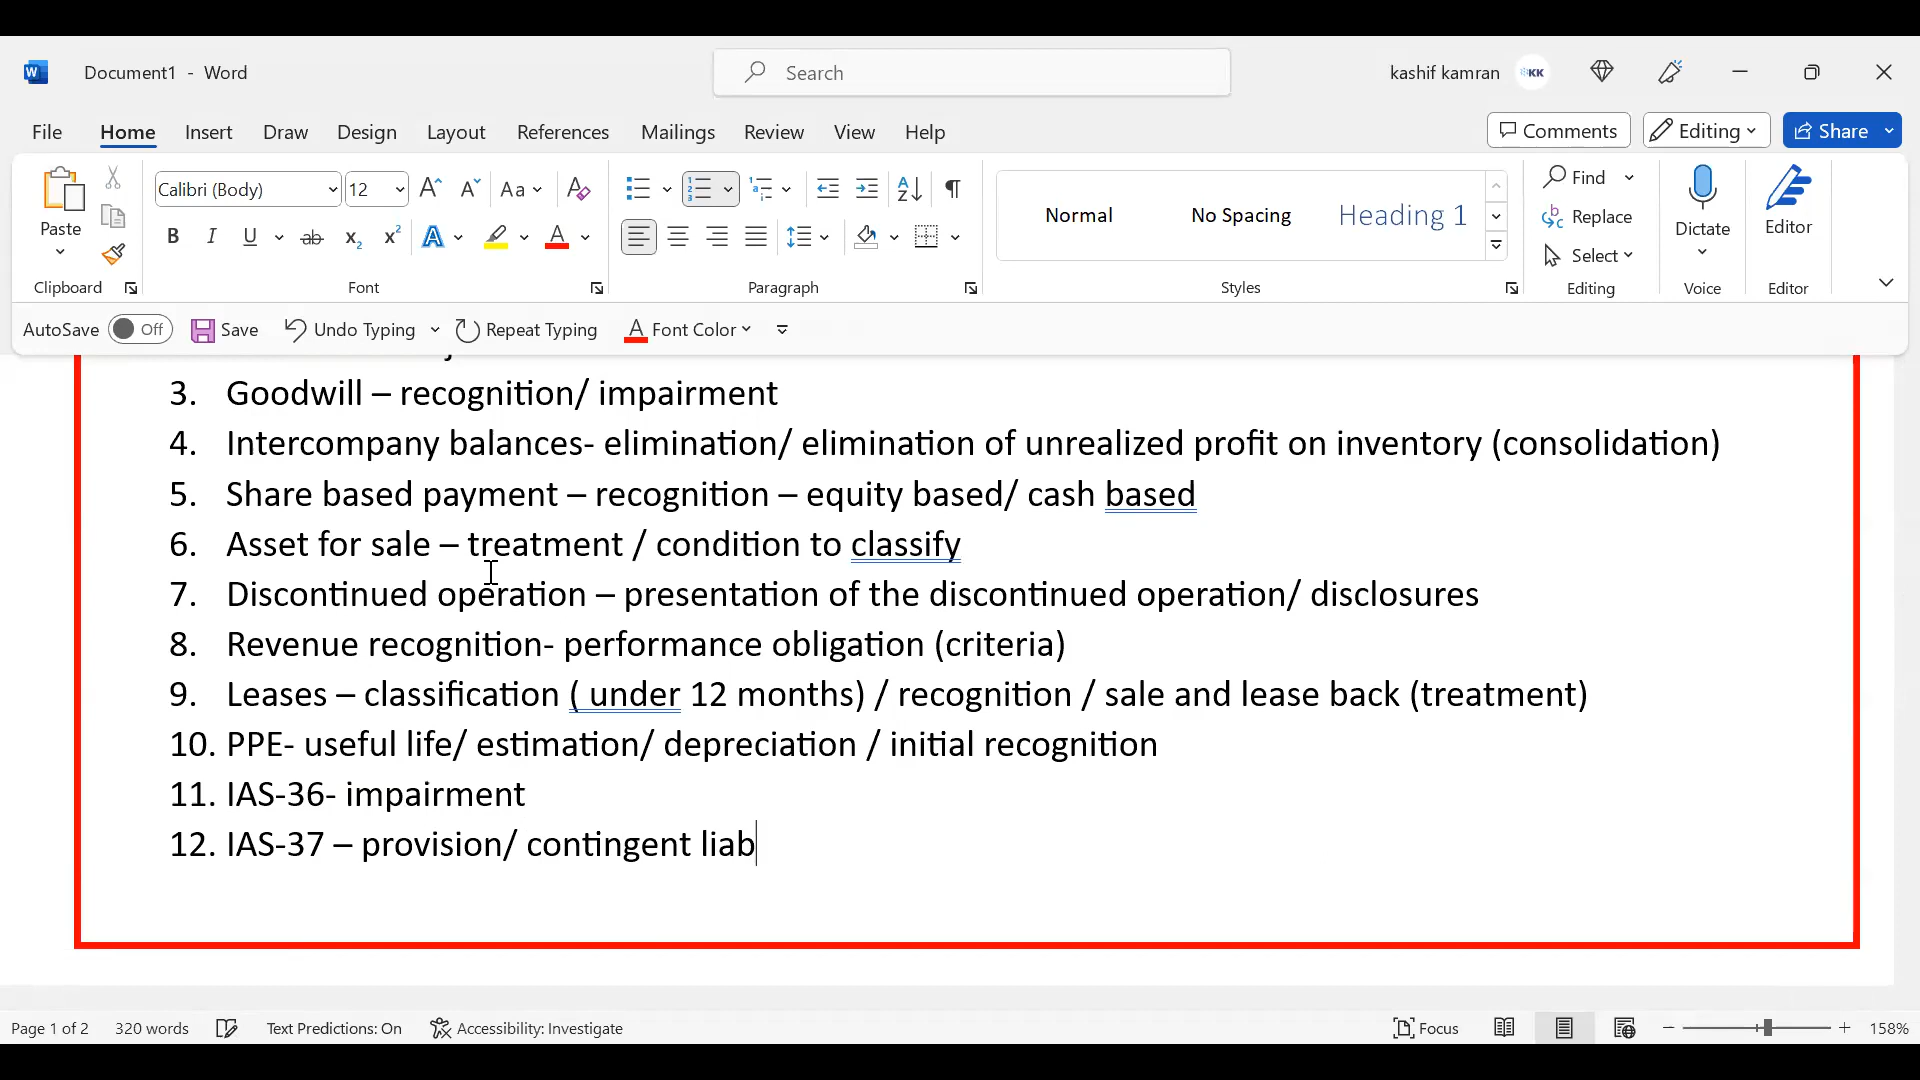 Document1 - Word
Search
kashif kamran
KK
File Home Insert Draw Design Layout References Mailings Review View Help
Comments Editing Share
Paste
Calibri (Body) 12
Aa
Normal No Spacing Heading 1
Find
Replace
Select
Dictate
Editor
Clipboard Font Paragraph Styles Editing Voice Editor
AutoSave Off Save Undo Typing Repeat Typing Font Color
3. Goodwill – recognition/ impairment
4. Intercompany balances- elimination/ elimination of unrealized profit on inventory (consolidation)
5. Share based payment – recognition – equity based/ cash based
6. Asset for sale – treatment / condition to classify
7. Discontinued operation – presentation of the discontinued operation/ disclosures
8. Revenue recognition- performance obligation (criteria)
9. Leases – classification ( under 12 months) / recognition / sale and lease back (treatment)
10. PPE- useful life/ estimation/ depreciation / initial recognition
11. IAS-36- impairment
12. IAS-37 – provision/ contingent liab
Page 1 of 2 320 words Text Predictions: On Accessibility: Investigate Focus 158%